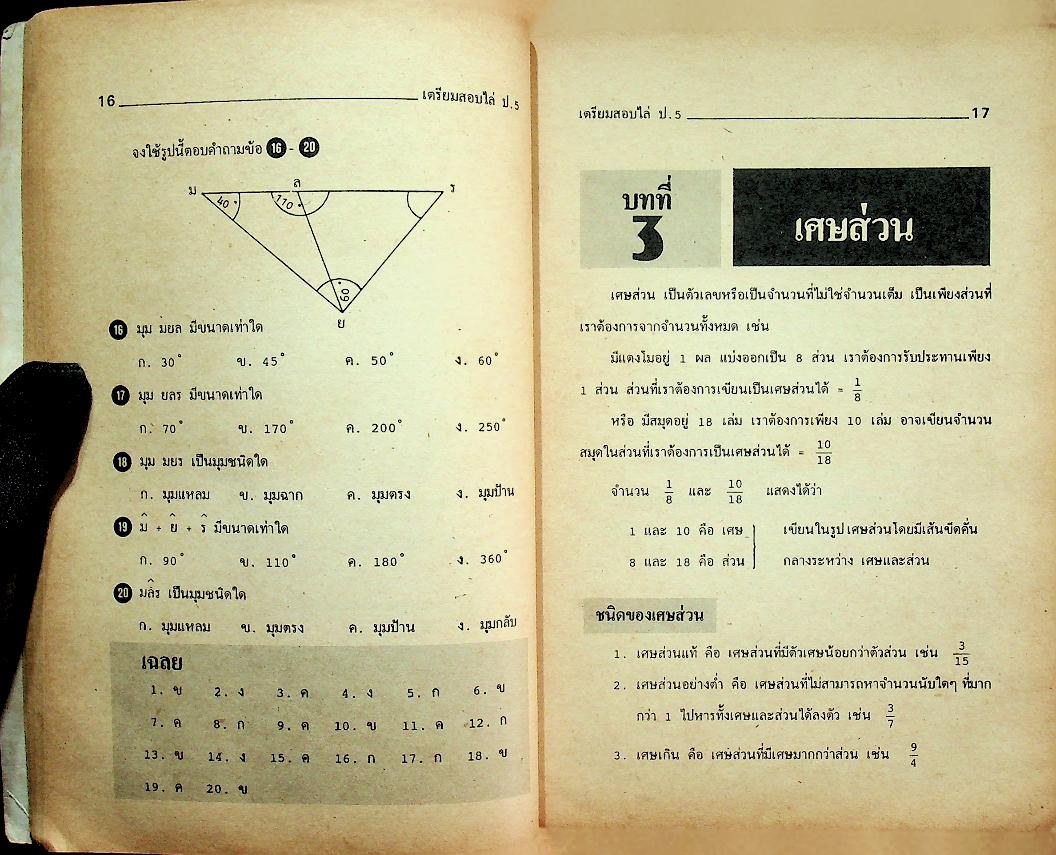 16 เตรียมสอบไล่ ป.5
จงใช้รูปนี้ตอบคำถามข้อ 16 - 20
ม ล ร
40° 110°
60°
ย
16 มุม มยล มีขนาดเท่าใด
ก. 30° ข. 45° ค. 50° ง. 60°
17 มุม ยลร มีขนาดเท่าใด
ก. 70° ข. 170° ค. 200° ง. 250°
18 มุม มยร เป็นมุมชนิดใด
ก. มุมแหลม ข. มุมฉาก ค. มุมตรง ง. มุมป้าน
19 ม̂ + ย̂ + ร̂ มีขนาดเท่าใด
ก. 90° ข. 110° ค. 180° ง. 360°
20 มล̂ร เป็นมุมชนิดใด
ก. มุมแหลม ข. มุมตรง ค. มุมป้าน ง. มุมกลับ
เฉลย
1. ข 2. ง 3. ค 4. ง 5. ก 6. ข
7. ค 8. ก 9. ค 10. ข 11. ค 12. ก
13. ข 14. ง 15. ค 16. ก 17. ก 18. ข
19. ค 20. ข
เตรียมสอบไล่ ป.5 17
บทที่
3
เศษส่วน
เศษส่วน เป็นตัวเลขหรือเป็นจำนวนที่ไม่ใช่จำนวนเต็ม เป็นเพียงส่วนที่
เราต้องการจากจำนวนทั้งหมด เช่น
มีแตงโมอยู่ 1 ผล แบ่งออกเป็น 8 ส่วน เราต้องการรับประทานเพียง
1 ส่วน ส่วนที่เราต้องการเขียนเป็นเศษส่วนได้ = 1/8
หรือ มีสมุดอยู่ 18 เล่ม เราต้องการเพียง 10 เล่ม อาจเขียนจำนวน
สมุดในส่วนที่เราต้องการเป็นเศษส่วนได้ = 10/18
จำนวน 1/8 และ 10/18 แสดงได้ว่า
1 และ 10 คือ เศษ เขียนในรูปเศษส่วนโดยมีเส้นขีดคั่น
8 และ 18 คือ ส่วน กลางระหว่าง เศษและส่วน
ชนิดของเศษส่วน
1. เศษส่วนแท้ คือ เศษส่วนที่มีตัวเศษน้อยกว่าตัวส่วน เช่น 3/15
2. เศษส่วนอย่างต่ำ คือ เศษส่วนที่ไม่สามารถหาจำนวนนับใดๆ ที่มาก
กว่า 1 ไปหารทั้งเศษและส่วนได้ลงตัว เช่น 3/7
3. เศษเกิน คือ เศษส่วนที่มีเศษมากกว่าส่วน เช่น 9/4